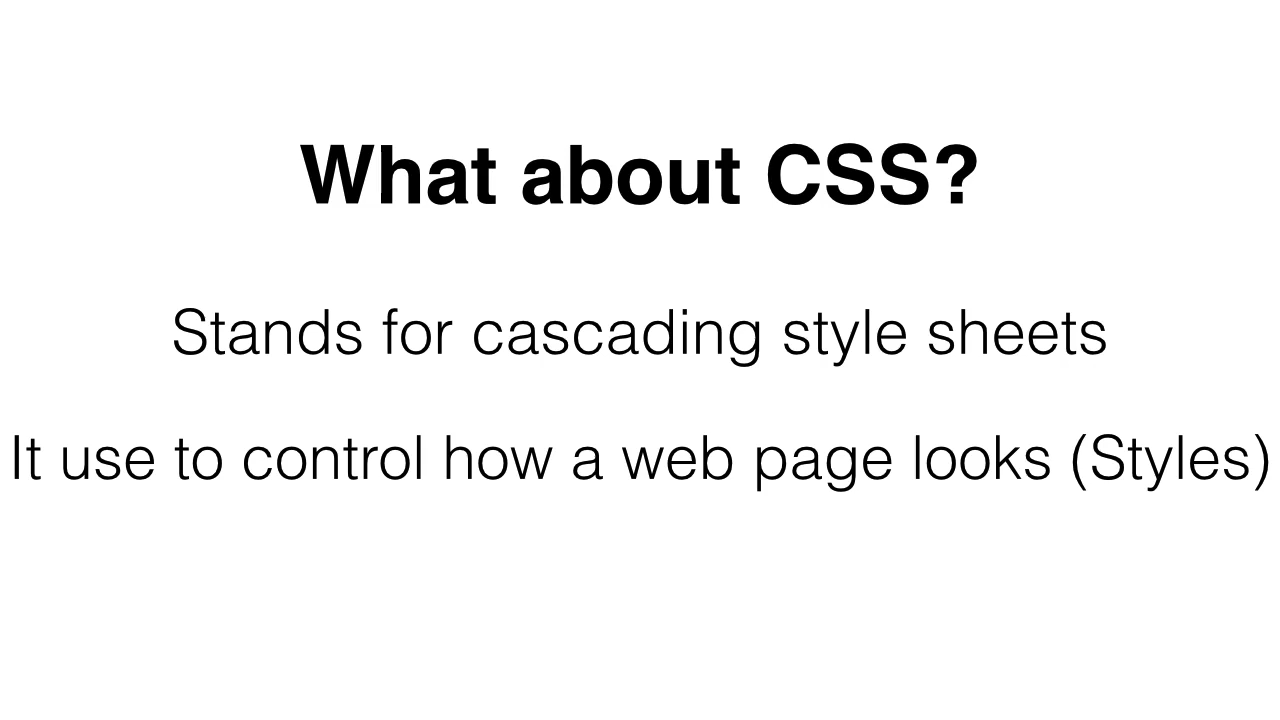 What about CSS?
Stands for cascading style sheets
It use to control how a web page looks (Styles)